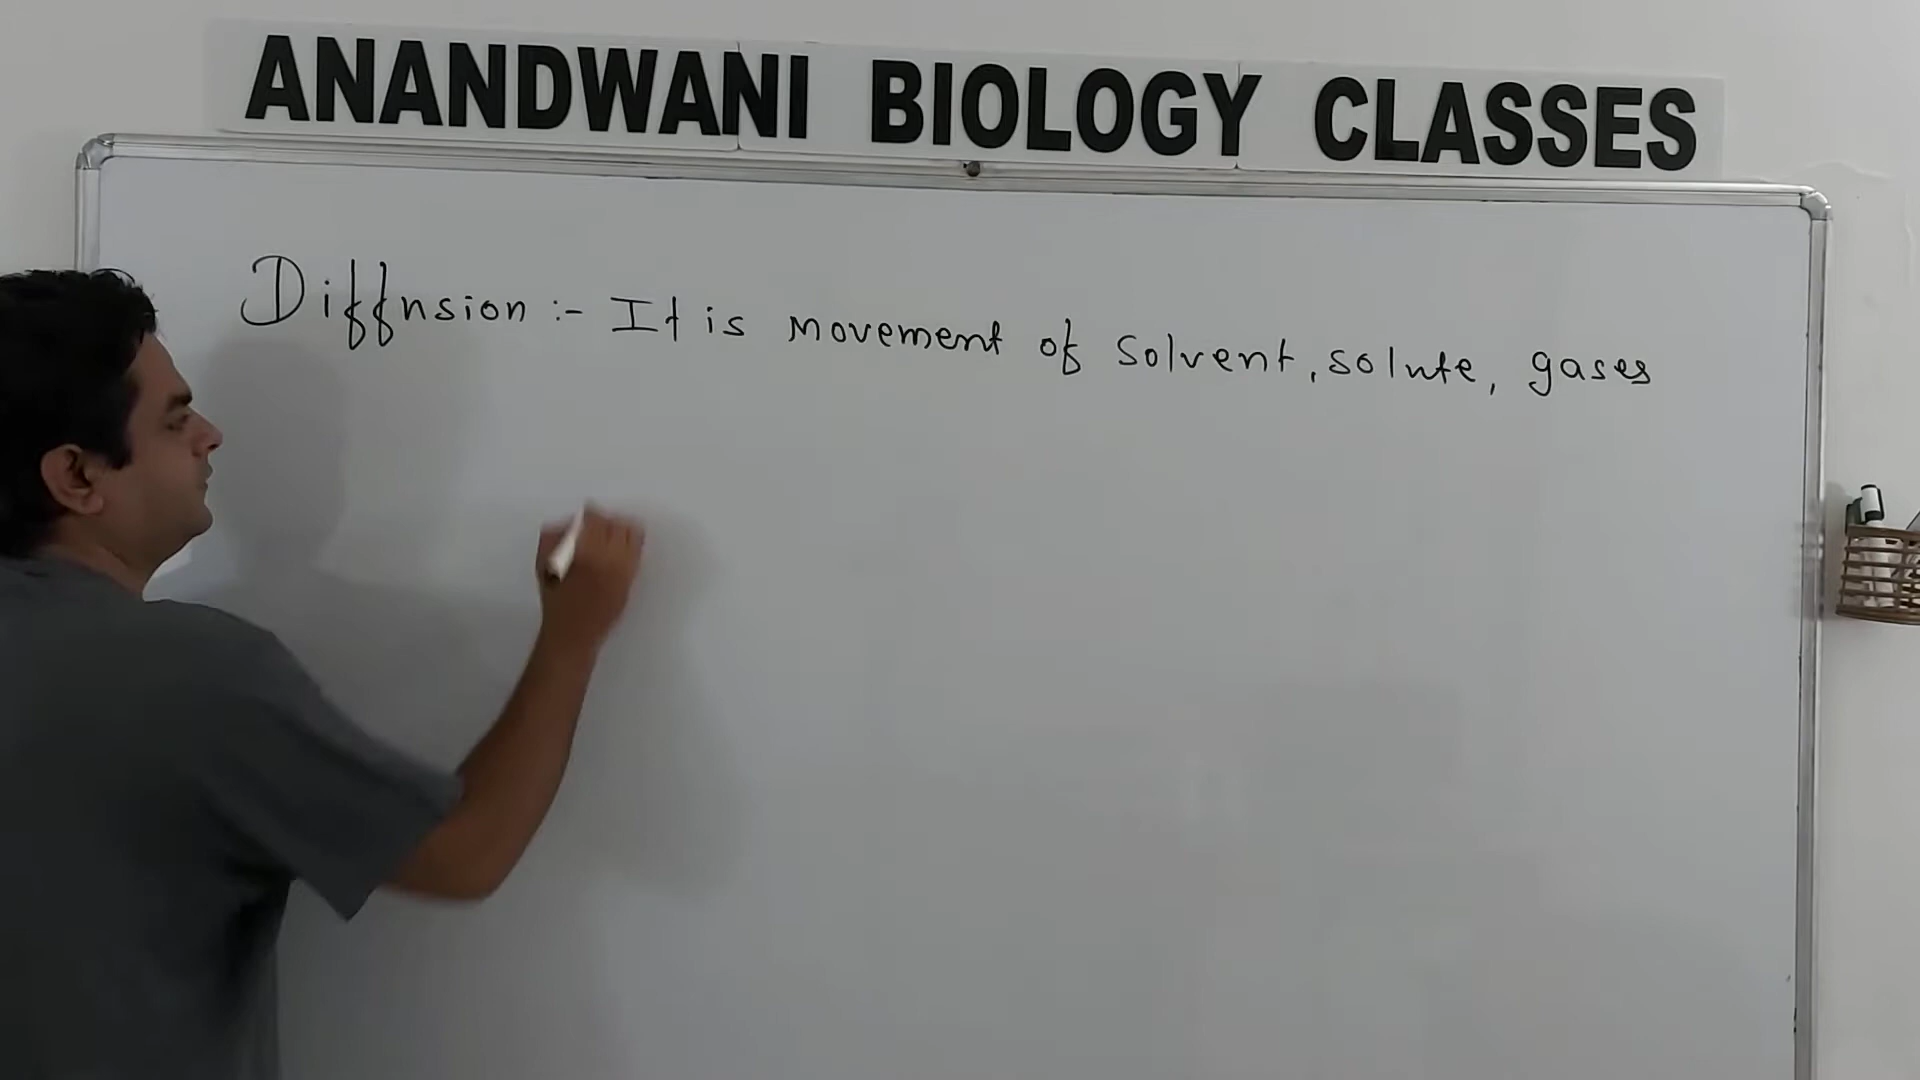 ANANDWANI BIOLOGY CLASSES
Diffusion :- It is movement of solvent, solute, gases